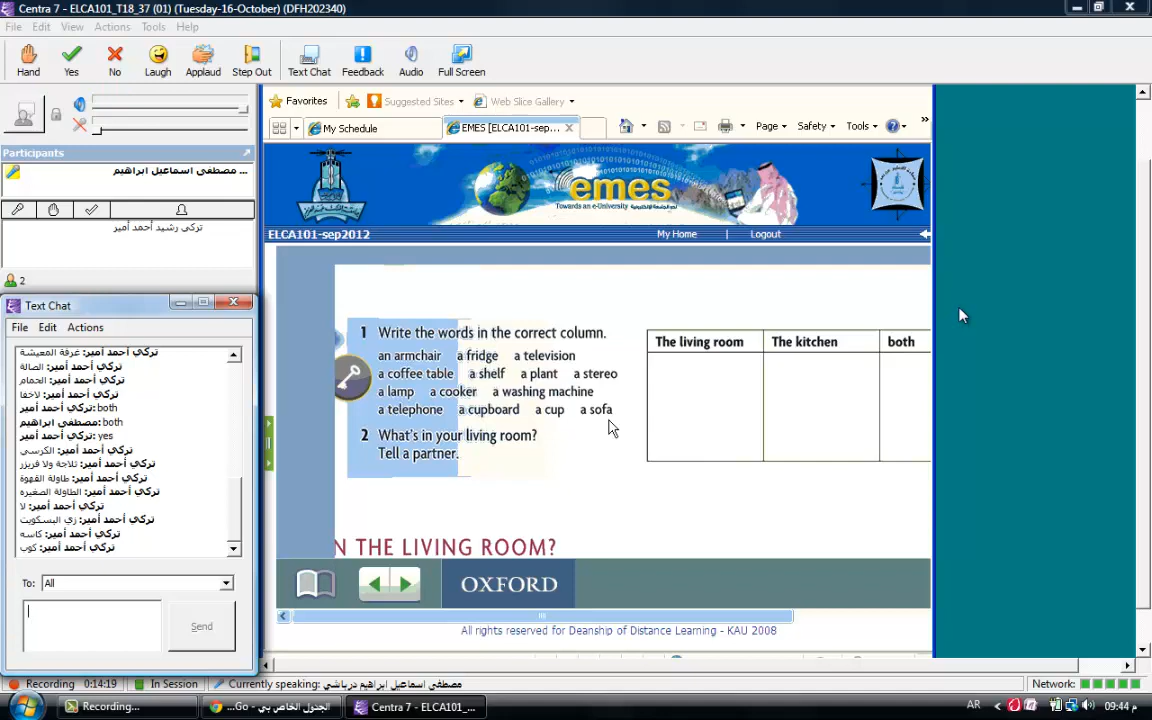 Centra 7 - ELCA101_T18_37 (01) (Tuesday-16-October) (DFH202340)
File Edit View Actions Tools Help
Hand Yes No Laugh Applaud Step Out Text Chat Feedback Audio Full Screen
Participants
مصطفى اسماعيل ابراهيم ...
تركي رشيد أحمد أمير
2
Text Chat
File Edit Actions
تركي أحمد أمير: غرفة المعيشة
تركي أحمد أمير: الصالة
تركي أحمد أمير: الحمام
تركي أحمد أمير: لاخفا
تركي أحمد أمير: both
مصطفى ابراهيم: both
تركي أحمد أمير: yes
تركي أحمد أمير: الكرسي
تركي أحمد أمير: ثلاجة ولا فريزر
تركي أحمد أمير: طاولة القهوة
تركي أحمد أمير: الطاولة الصغيره
تركي أحمد أمير: لا
تركي أحمد أمير: زي البسكويت
تركي أحمد أمير: كاسه
تركي أحمد أمير: كوب
To: All
Send
Favorites Suggested Sites Web Slice Gallery
My Schedule EMES [ELCA101-sep... Page Safety Tools
emes
Towards an e-University
ELCA101-sep2012 My Home Logout
1 Write the words in the correct column.
an armchair a fridge a television
a coffee table a shelf a plant a stereo
a lamp a cooker a washing machine
a telephone a cupboard a cup a sofa
2 What's in your living room?
Tell a partner.
The living room The kitchen both
N THE LIVING ROOM?
OXFORD
All rights reserved for Deanship of Distance Learning - KAU 2008
Recording 0:14:19 In Session Currently speaking: مصطفى اسماعيل ابراهيم درباشي Network:
Recording... الجدول الخاص بي - Go... Centra 7 - ELCA101_... AR 09:44 م